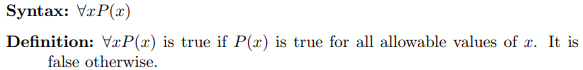 Syntax: ∀xP(x)
Definition: ∀xP(x) is true if P(x) is true for all allowable values of x. It is
false otherwise.